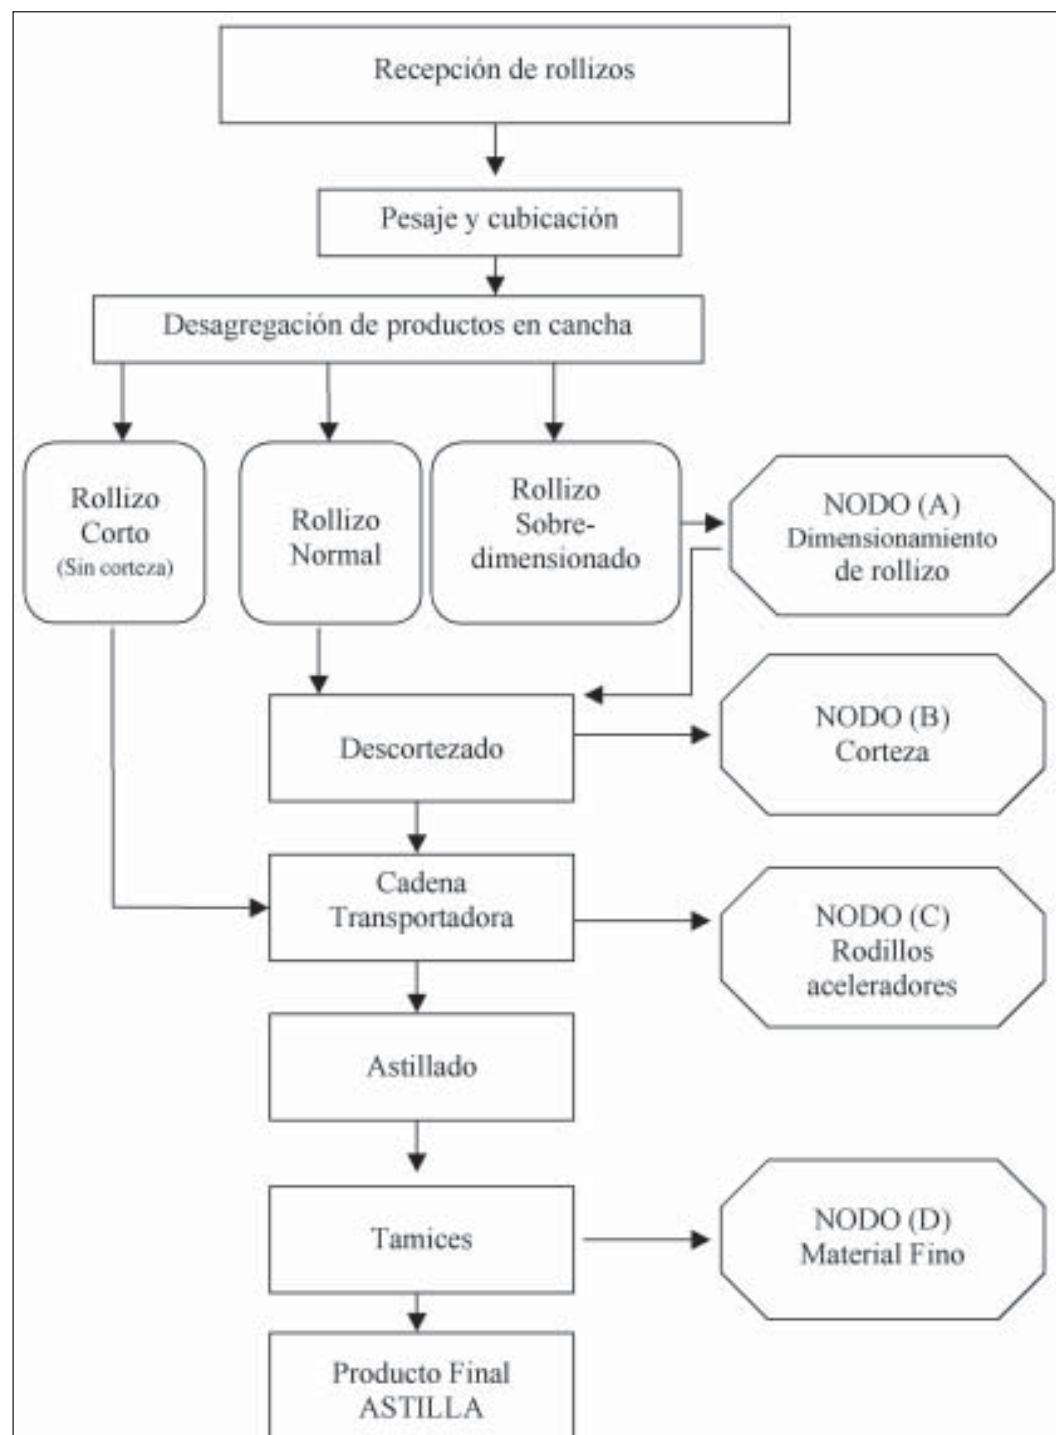 Recepción de rollizos
Pesaje y cubicación
Desagregación de productos en cancha
Rollizo
Corto
(Sin corteza)
Rollizo
Normal
Rollizo
Sobre-
dimensionado
NODO (A)
Dimensionamiento
de rollizo
Descortezado
NODO (B)
Corteza
Cadena
Transportadora
NODO (C)
Rodillos
aceleradores
Astillado
Tamices
NODO (D)
Material Fino
Producto Final
ASTILLA